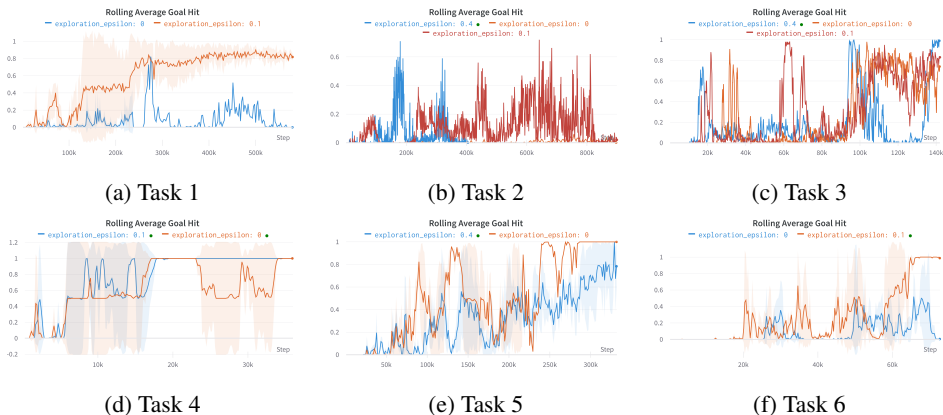 Rolling Average Goal Hit
exploration_epsilon: 0 exploration_epsilon: 0.1
1
0.8
0.6
0.4
0.2
0
100k 200k 300k 400k 500k
Step
(a) Task 1
Rolling Average Goal Hit
exploration_epsilon: 0.4 exploration_epsilon: 0
exploration_epsilon: 0.1
0.6
0.4
0.2
0
200k 400k 600k 800k
Step
(b) Task 2
Rolling Average Goal Hit
exploration_epsilon: 0.4 exploration_epsilon: 0
exploration_epsilon: 0.1
1
0.8
0.6
0.4
0.2
0
20k 40k 60k 80k 100k 120k 140k
Step
(c) Task 3
Rolling Average Goal Hit
exploration_epsilon: 0.1 exploration_epsilon: 0
1.2
1
0.8
0.6
0.4
0.2
0
-0.2
10k 20k 30k
Step
(d) Task 4
Rolling Average Goal Hit
exploration_epsilon: 0.4 exploration_epsilon: 0
1
0.8
0.6
0.4
0.2
0
50k 100k 150k 200k 250k 300k
Step
(e) Task 5
Rolling Average Goal Hit
exploration_epsilon: 0 exploration_epsilon: 0.1
1
0.8
0.6
0.4
0.2
0
20k 40k 60k
Step
(f) Task 6